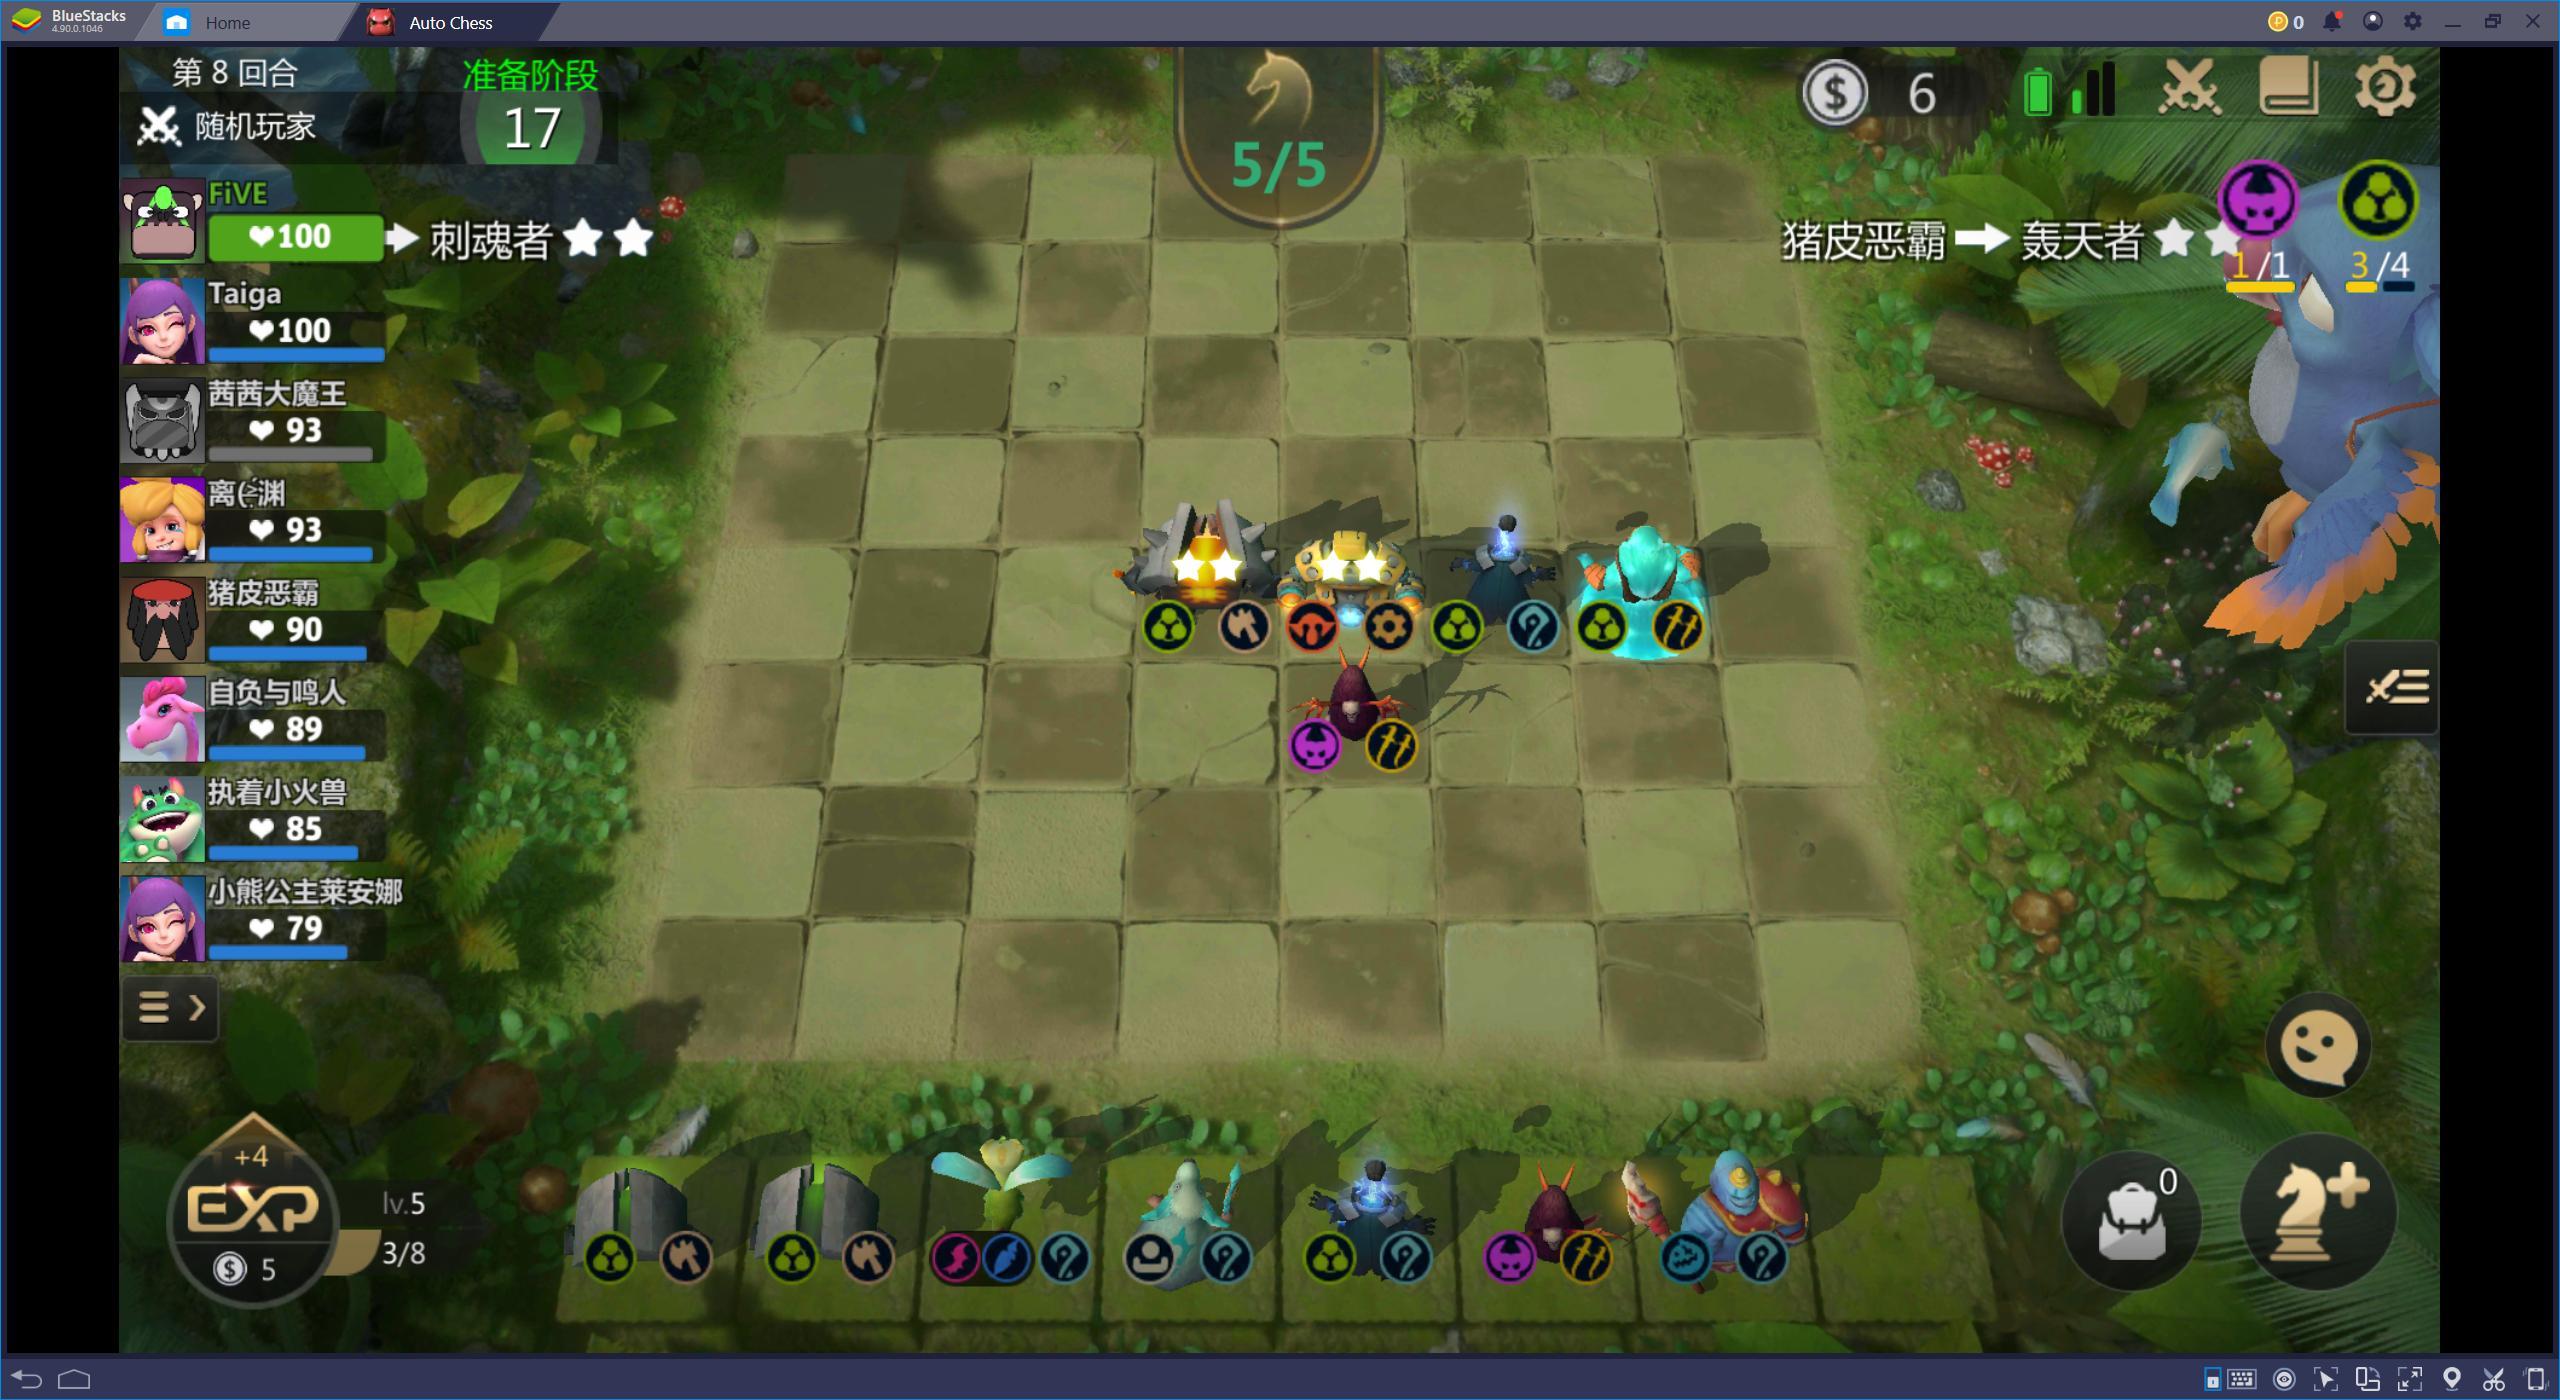 BlueStacks
4.90.0.1046
Home
Auto Chess
0
第 8 回合
准备阶段
随机玩家
17
5/5
6
FiVE
100
刺魂者
猪皮恶霸
轰天者
1/1
3/4
Taiga
100
茜茜大魔王
93
93
猪皮恶霸
90
自负与鸣人
89
执着小火兽
85
小熊公主莱安娜
79
+4
EXP
5
lv.5
3/8
0